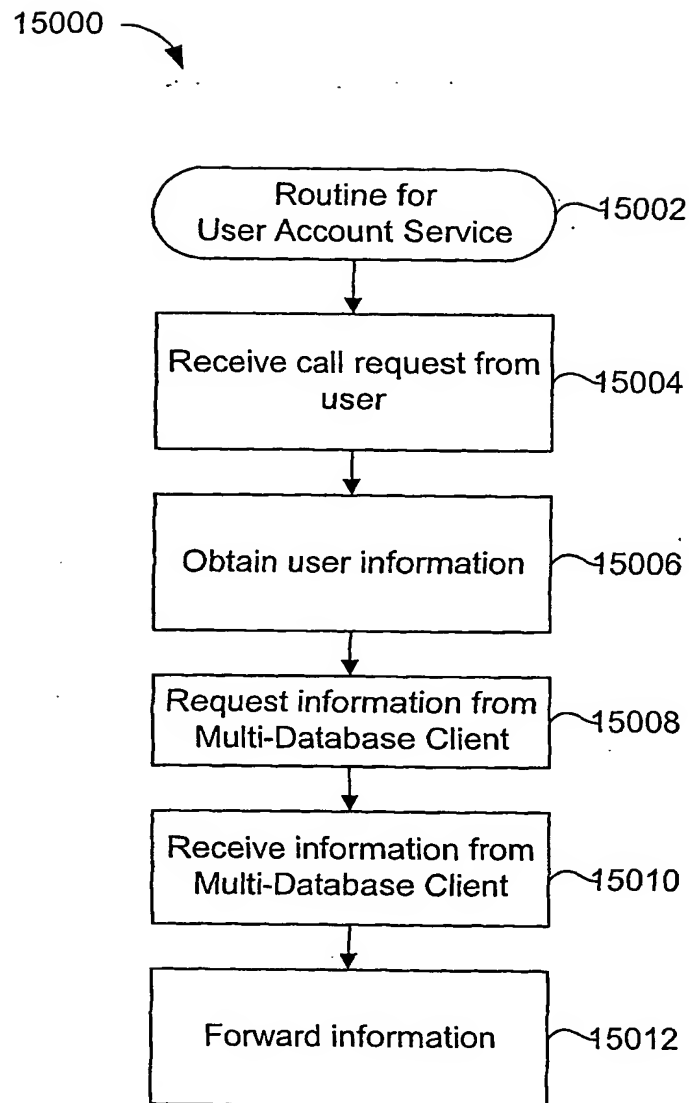 15000
Routine for
User Account Service
15002
Receive call request from
user
15004
Obtain user information
15006
Request information from
Multi-Database Client
15008
Receive information from
Multi-Database Client
15010
Forward information
15012